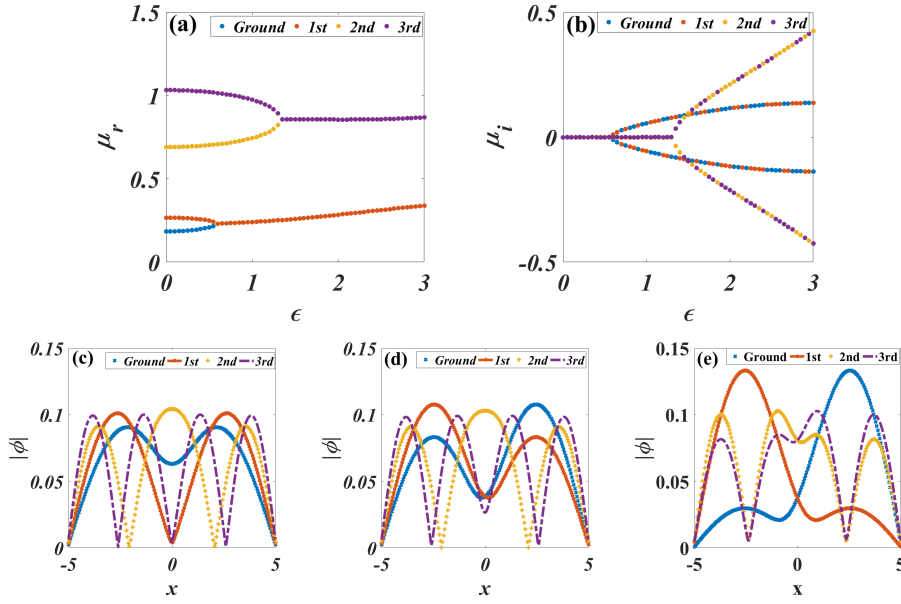 (a) Ground 1st 2nd 3rd
1.5
1
0.5
0
μr
0 1 2 3
ϵ
(b) Ground 1st 2nd 3rd
0.5
0
-0.5
μi
0 1 2 3
ϵ
(c) Ground 1st 2nd 3rd
0.15
0.1
0.05
0
|ϕ|
-5 0 5
x
(d) Ground 1st 2nd 3rd
0.15
0.1
0.05
0
|ϕ|
-5 0 5
x
(e) Ground 1st 2nd 3rd
0.15
0.1
0.05
0
|ϕ|
-5 0 5
x